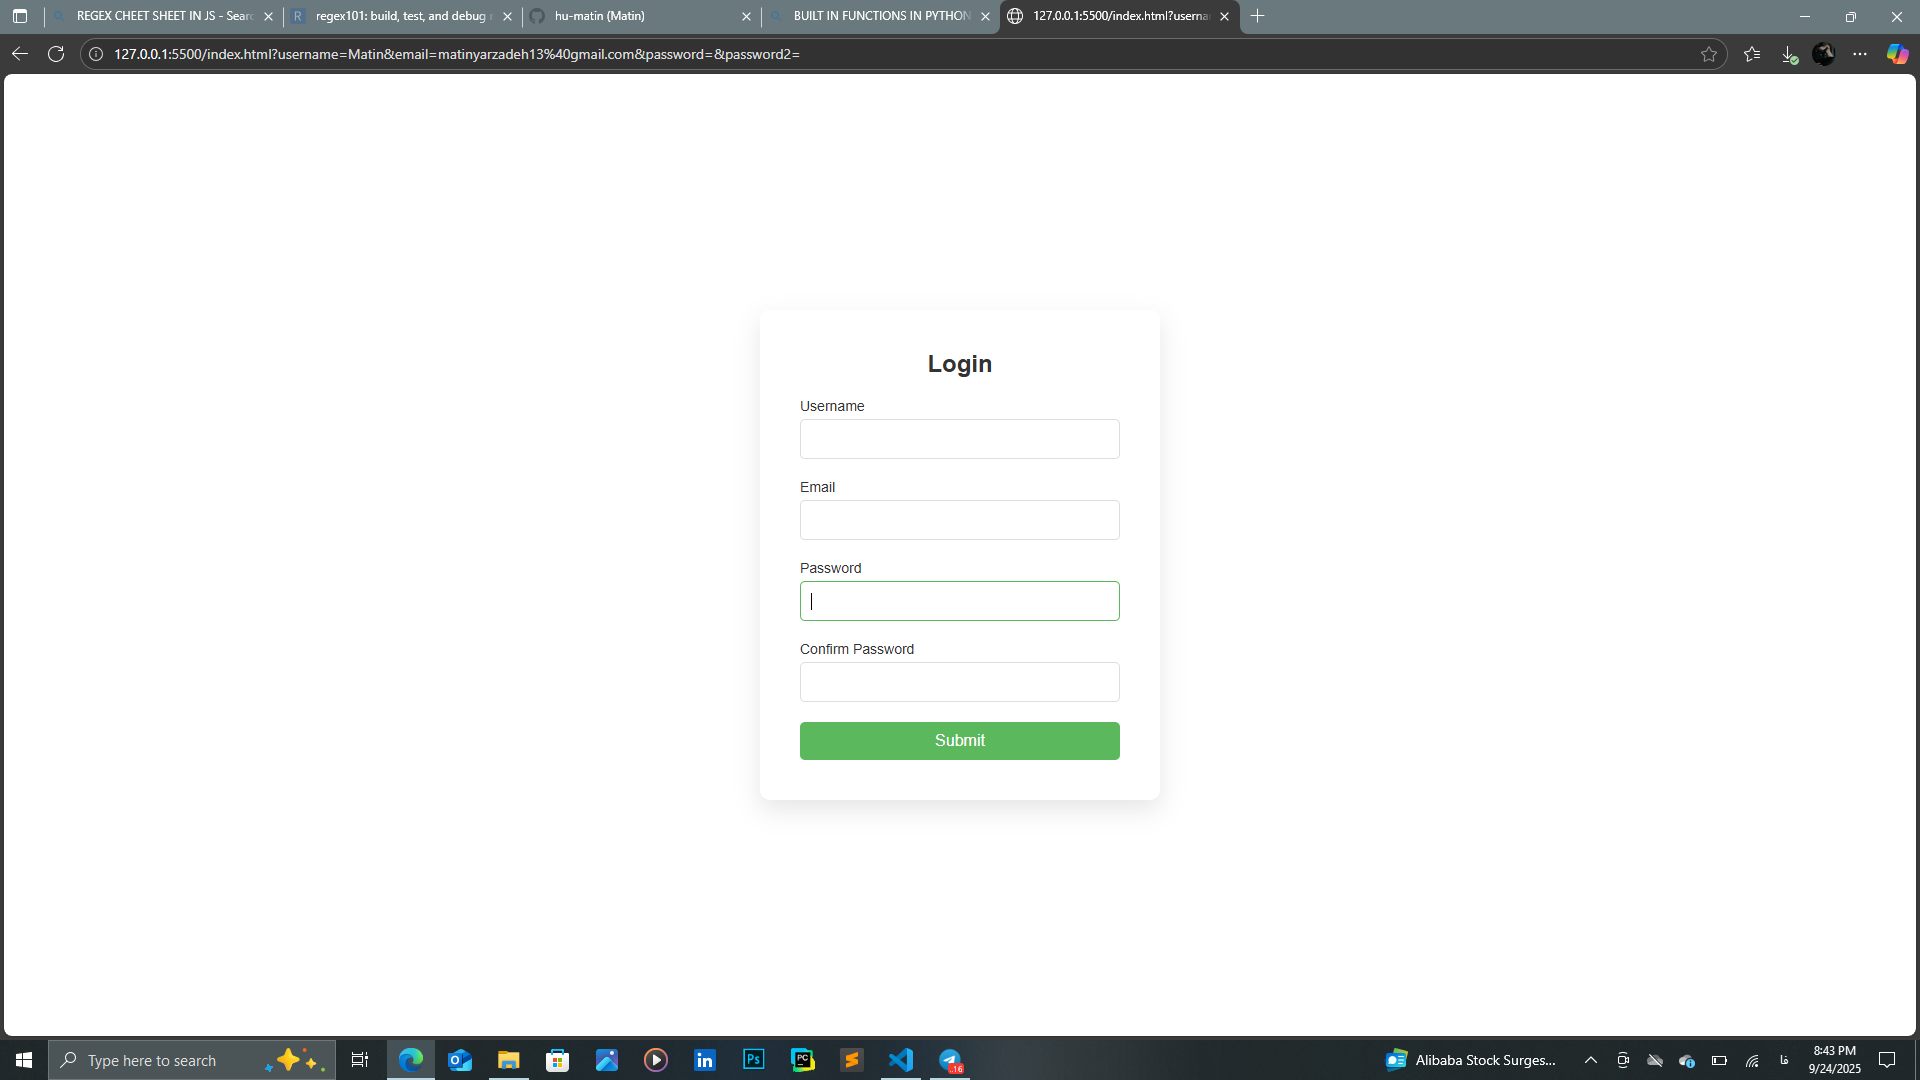 REGEX CHEET SHEET IN JS - Sear
regex101: build, test, and debug r
hu-matin (Matin)
BUILT IN FUNCTIONS IN PYTHON
127.0.0.1:5500/index.html?userna
127.0.0.1:5500/index.html?username=Matin&email=matinyarzadeh13%40gmail.com&password=&password2=
Login
Username
Email
Password
Confirm Password
Submit
Type here to search
Alibaba Stock Surges...
فا
8:43 PM
9/24/2025
16